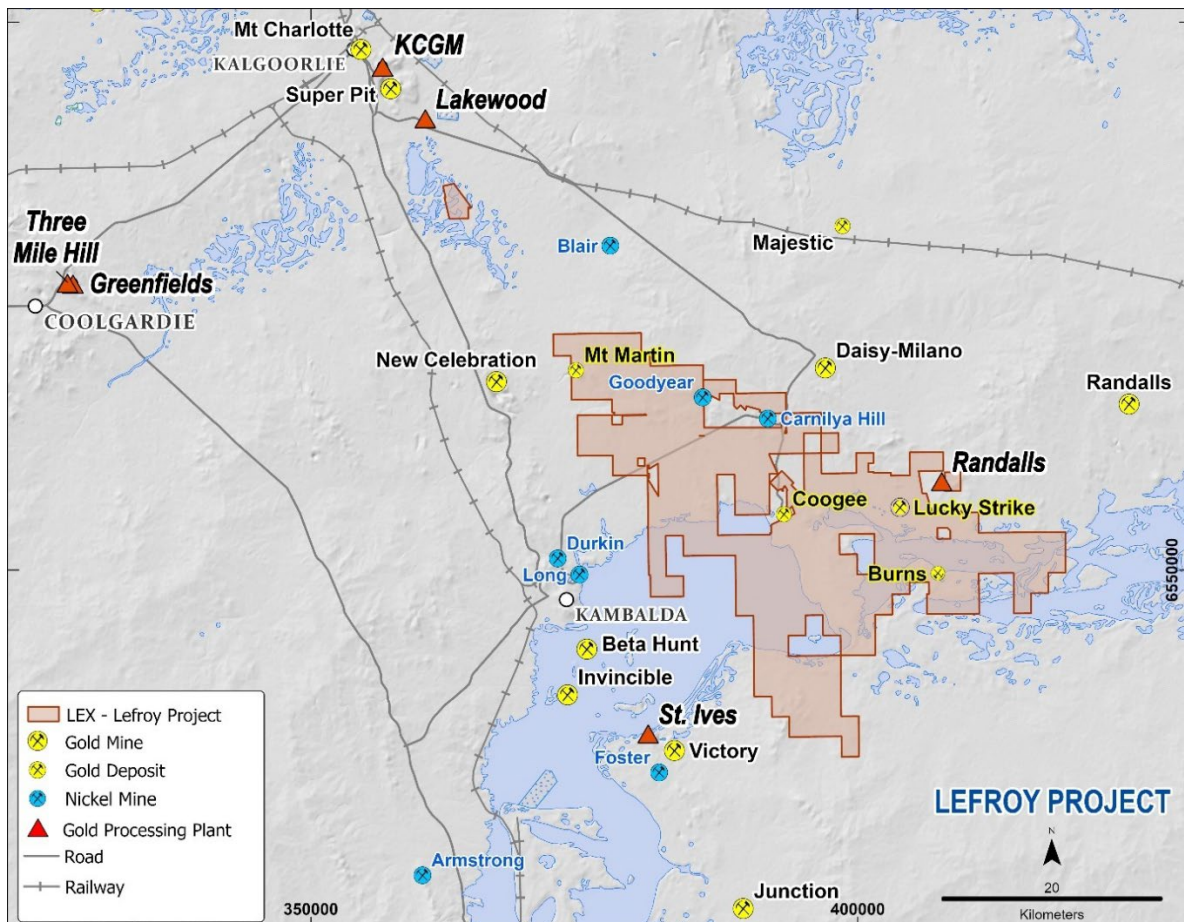 Mt Charlotte
KALGOORLIE
KCGM
Super Pit
Lakewood
Three
Mile Hill
Greenfields
COOLGARDIE
Blair
Majestic
New Celebration
Mt Martin
Goodyear
Daisy-Milano
Randalls
Carnilya Hill
Randalls
Coogee
Lucky Strike
Durkin
Long
Burns
6550000
KAMBALDA
Beta Hunt
Invincible
St. Ives
Victory
Foster
LEX - Lefroy Project
Gold Mine
Gold Deposit
Nickel Mine
Gold Processing Plant
Road
Railway
LEFROY PROJECT
N
Armstrong
Junction
20
Kilometers
350000
400000